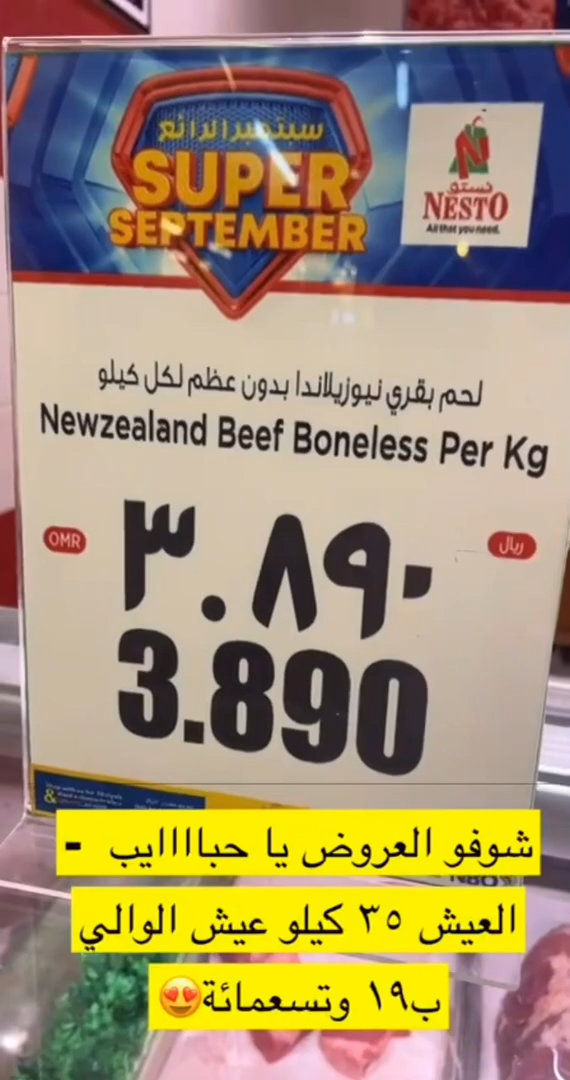 سبتمبر الرائع
SUPER
SEPTEMBER
نستو
NESTO
All that you need.
لحم بقري نيوزيلاندا بدون عظم لكل كيلو
Newzealand Beef Boneless Per Kg
OMR
ريال
٣.٨٩٠
3.890
شوفو العروض يا حباااايب -
العيش ٣٥ كيلو عيش الوالي
ب١٩ وتسعمائة😍